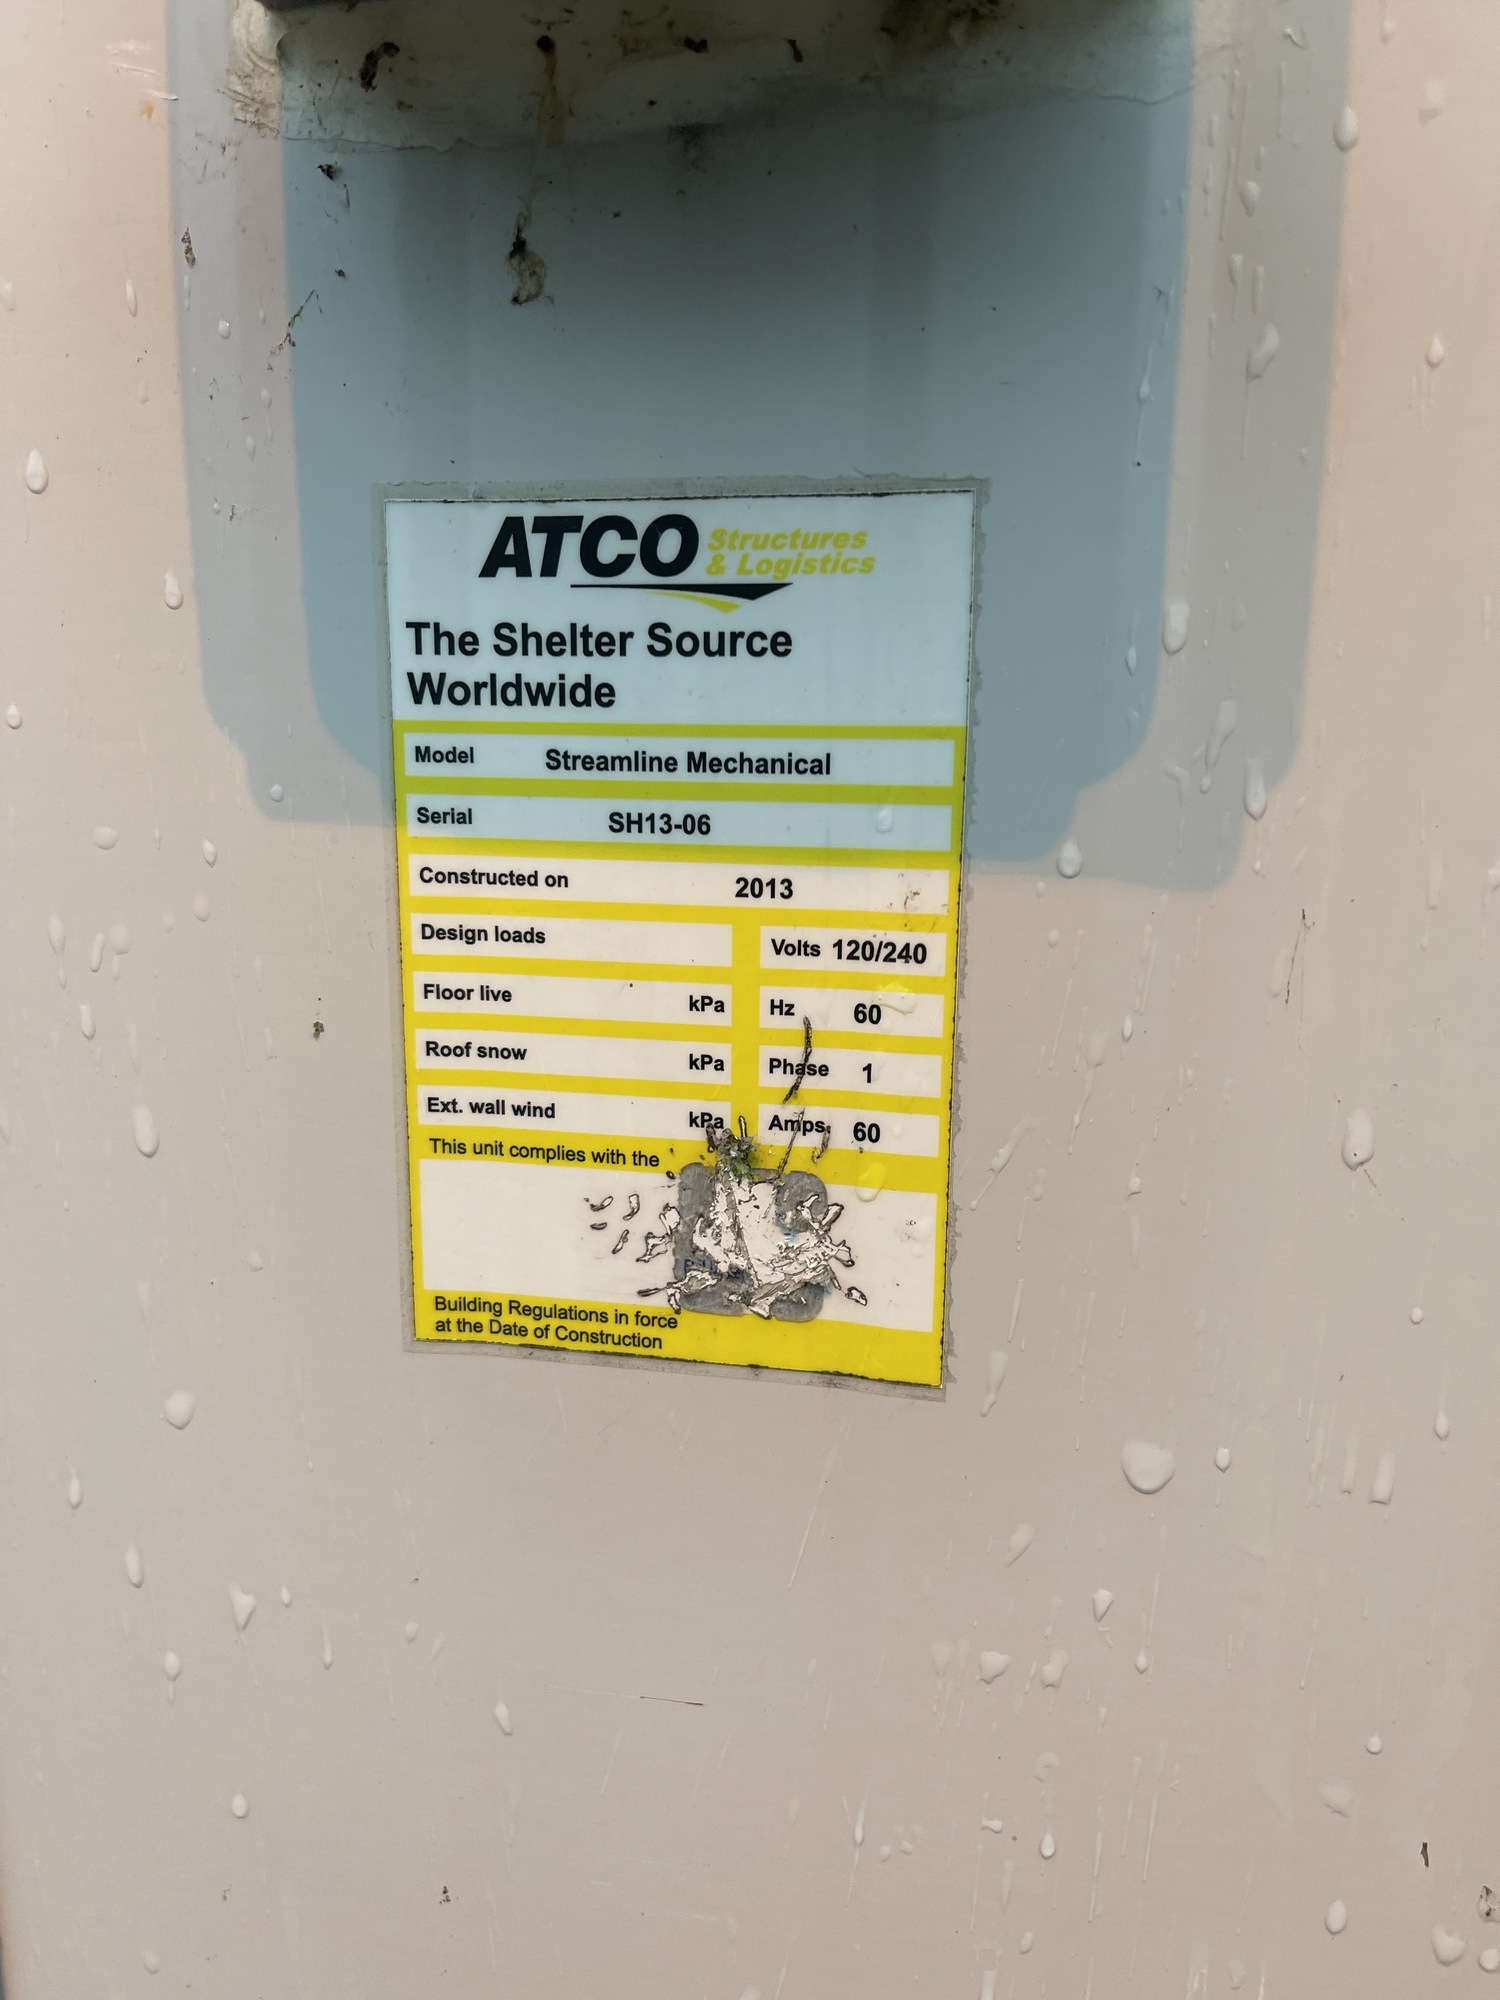 ATCO Structures
& Logistics
The Shelter Source
Worldwide
Model Streamline Mechanical
Serial SH13-06
Constructed on 2013
Design loads Volts 120/240
Floor live kPa Hz 60
Roof snow kPa Phase 1
Ext. wall wind kPa Amps 60
This unit complies with the
Building Regulations in force
at the Date of Construction